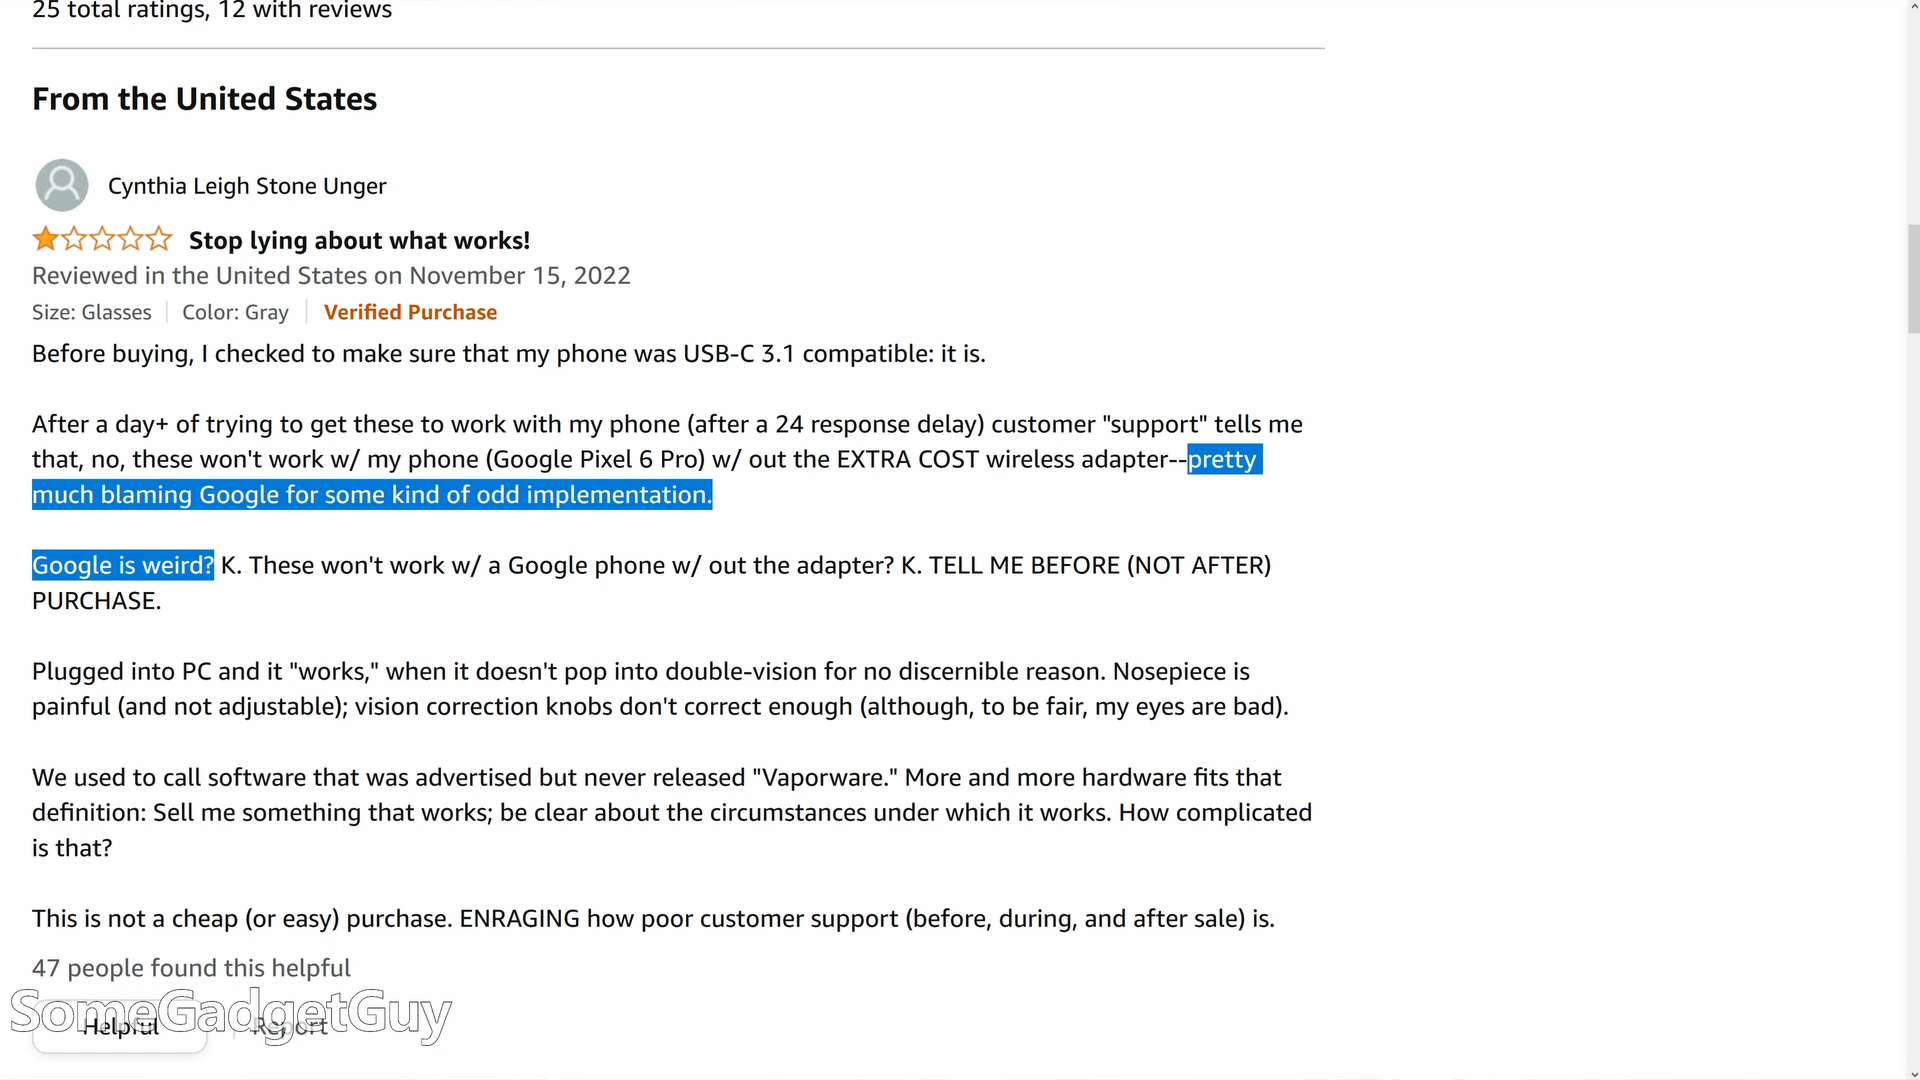 25 total ratings, 12 with reviews
From the United States
Cynthia Leigh Stone Unger
Stop lying about what works!
Reviewed in the United States on November 15, 2022
Size: Glasses | Color: Gray | Verified Purchase
Before buying, I checked to make sure that my phone was USB-C 3.1 compatible: it is.
After a day+ of trying to get these to work with my phone (after a 24 response delay) customer "support" tells me
that, no, these won't work w/ my phone (Google Pixel 6 Pro) w/ out the EXTRA COST wireless adapter--pretty
much blaming Google for some kind of odd implementation.
Google is weird? K. These won't work w/ a Google phone w/ out the adapter? K. TELL ME BEFORE (NOT AFTER)
PURCHASE.
Plugged into PC and it "works," when it doesn't pop into double-vision for no discernible reason. Nosepiece is
painful (and not adjustable); vision correction knobs don't correct enough (although, to be fair, my eyes are bad).
We used to call software that was advertised but never released "Vaporware." More and more hardware fits that
definition: Sell me something that works; be clear about the circumstances under which it works. How complicated
is that?
This is not a cheap (or easy) purchase. ENRAGING how poor customer support (before, during, and after sale) is.
47 people found this helpful
SomeGadgetGuy
Helpful | Report